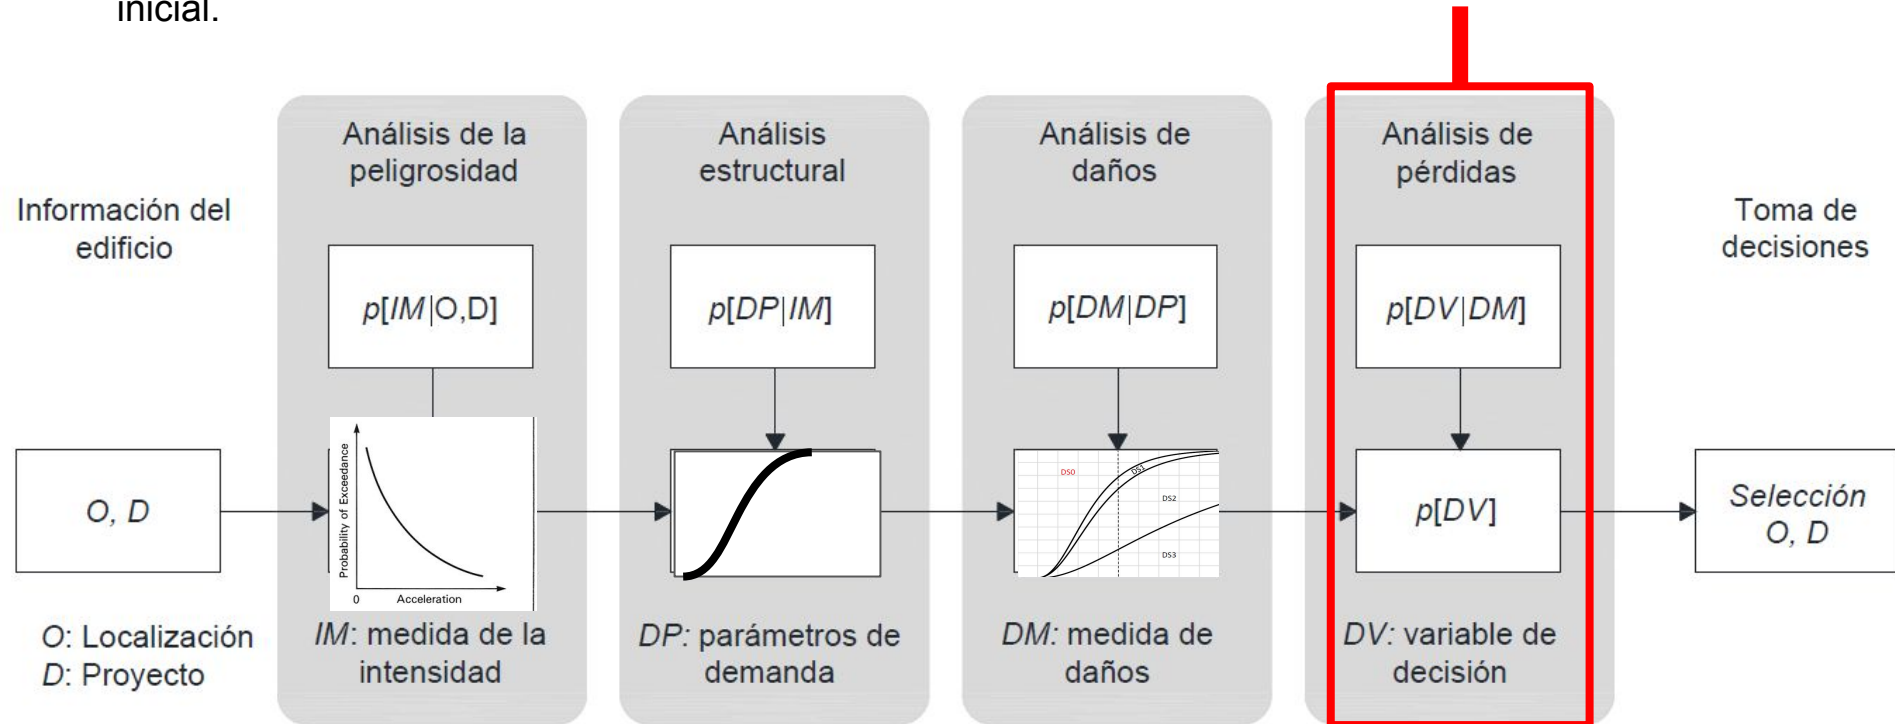 inicial.
Información del
edificio
O, D
O: Localización
D: Proyecto
Análisis de la
peligrosidad
p[IM|O,D]
Probability of Exceedance
0
Acceleration
IM: medida de la
intensidad
Análisis
estructural
p[DP|IM]
DP: parámetros de
demanda
Análisis de
daños
p[DM|DP]
DS0
DS1
DS2
DS3
DM: medida de
daños
Análisis de
pérdidas
p[DV|DM]
p[DV]
DV: variable de
decisión
Toma de
decisiones
Selección
O, D